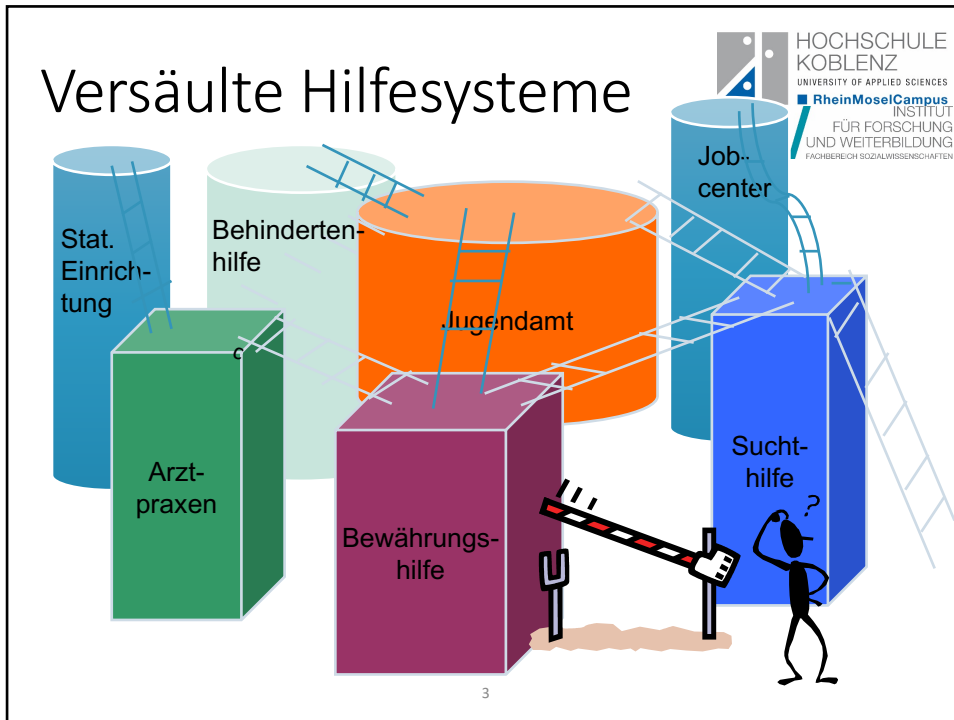 Versäulte Hilfesysteme
HOCHSCHULE
KOBLENZ
UNIVERSITY OF APPLIED SCIENCES
RheinMoselCampus
INSTITUT
FÜR FORSCHUNG
UND WEITERBILDUNG
FACHBEREICH SOZIALWISSENSCHAFTEN
Stat.
Einrich-
tung
Behinderten-
hilfe
Jugendamt
Job-
center
Arzt-
praxen
Bewährungs-
hilfe
Sucht-
hilfe
?
3